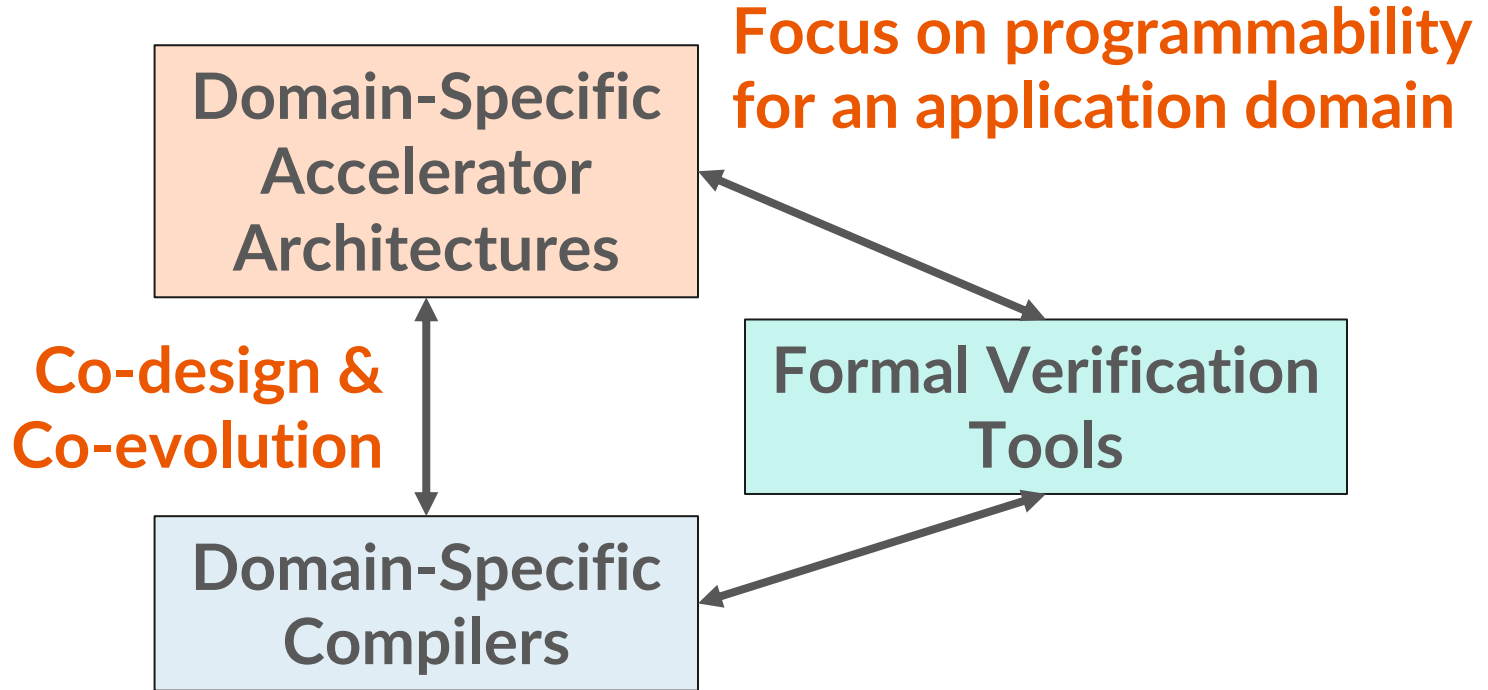 Focus on programmability
for an application domain
Domain-Specific
Accelerator
Architectures
Co-design &
Co-evolution
Formal Verification
Tools
Domain-Specific
Compilers